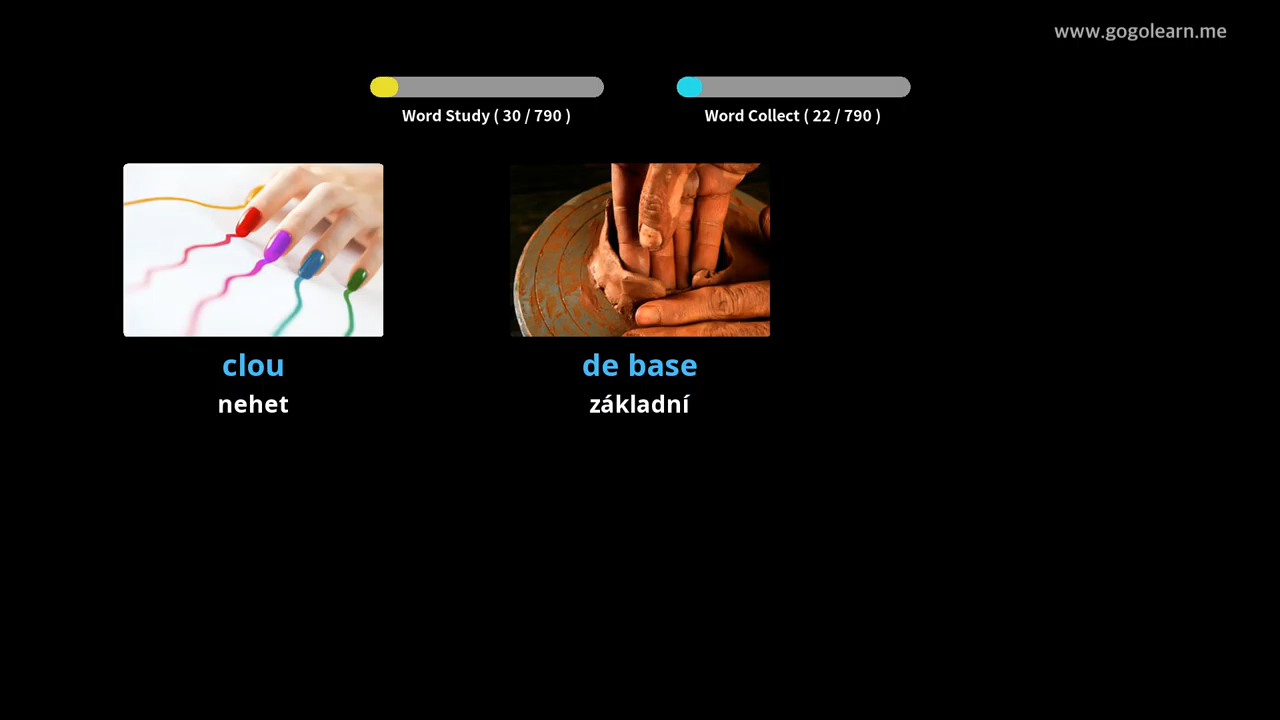 www.gogolearn.me
Word Study ( 30 / 790 )
Word Collect ( 22 / 790 )
clou
nehet
de base
základní